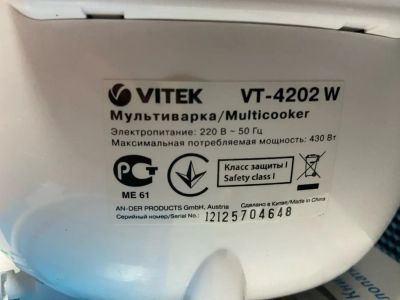 VITEK VT-4202 W
Мультиварка/Multicooker
Электропитание: 220 В ~ 50 Гц
Максимальная потребляемая мощность: 430 Вт
РСТ
ME 61
Класс защиты I
Safety class I
AN-DER PRODUCTS GmbH, Austria
Сделано в Китае/Made in China
Серийный номер/Serial No.: 12125704648